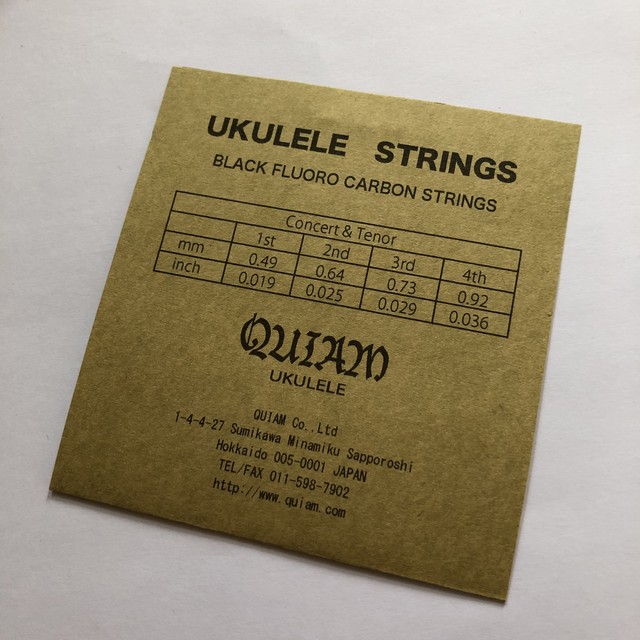 UKULELE STRINGS
BLACK FLUORO CARBON STRINGS
Concert & Tenor
1st 2nd 3rd 4th
mm 0.49 0.64 0.73 0.92
inch 0.019 0.025 0.029 0.036
QUIAM
UKULELE
QUIAM Co.,Ltd
1-4-4-27 Sumikawa Minamiku Sapporoshi
Hokkaido 005-0001 JAPAN
TEL/FAX 011-598-7902
http://www.quiam.com